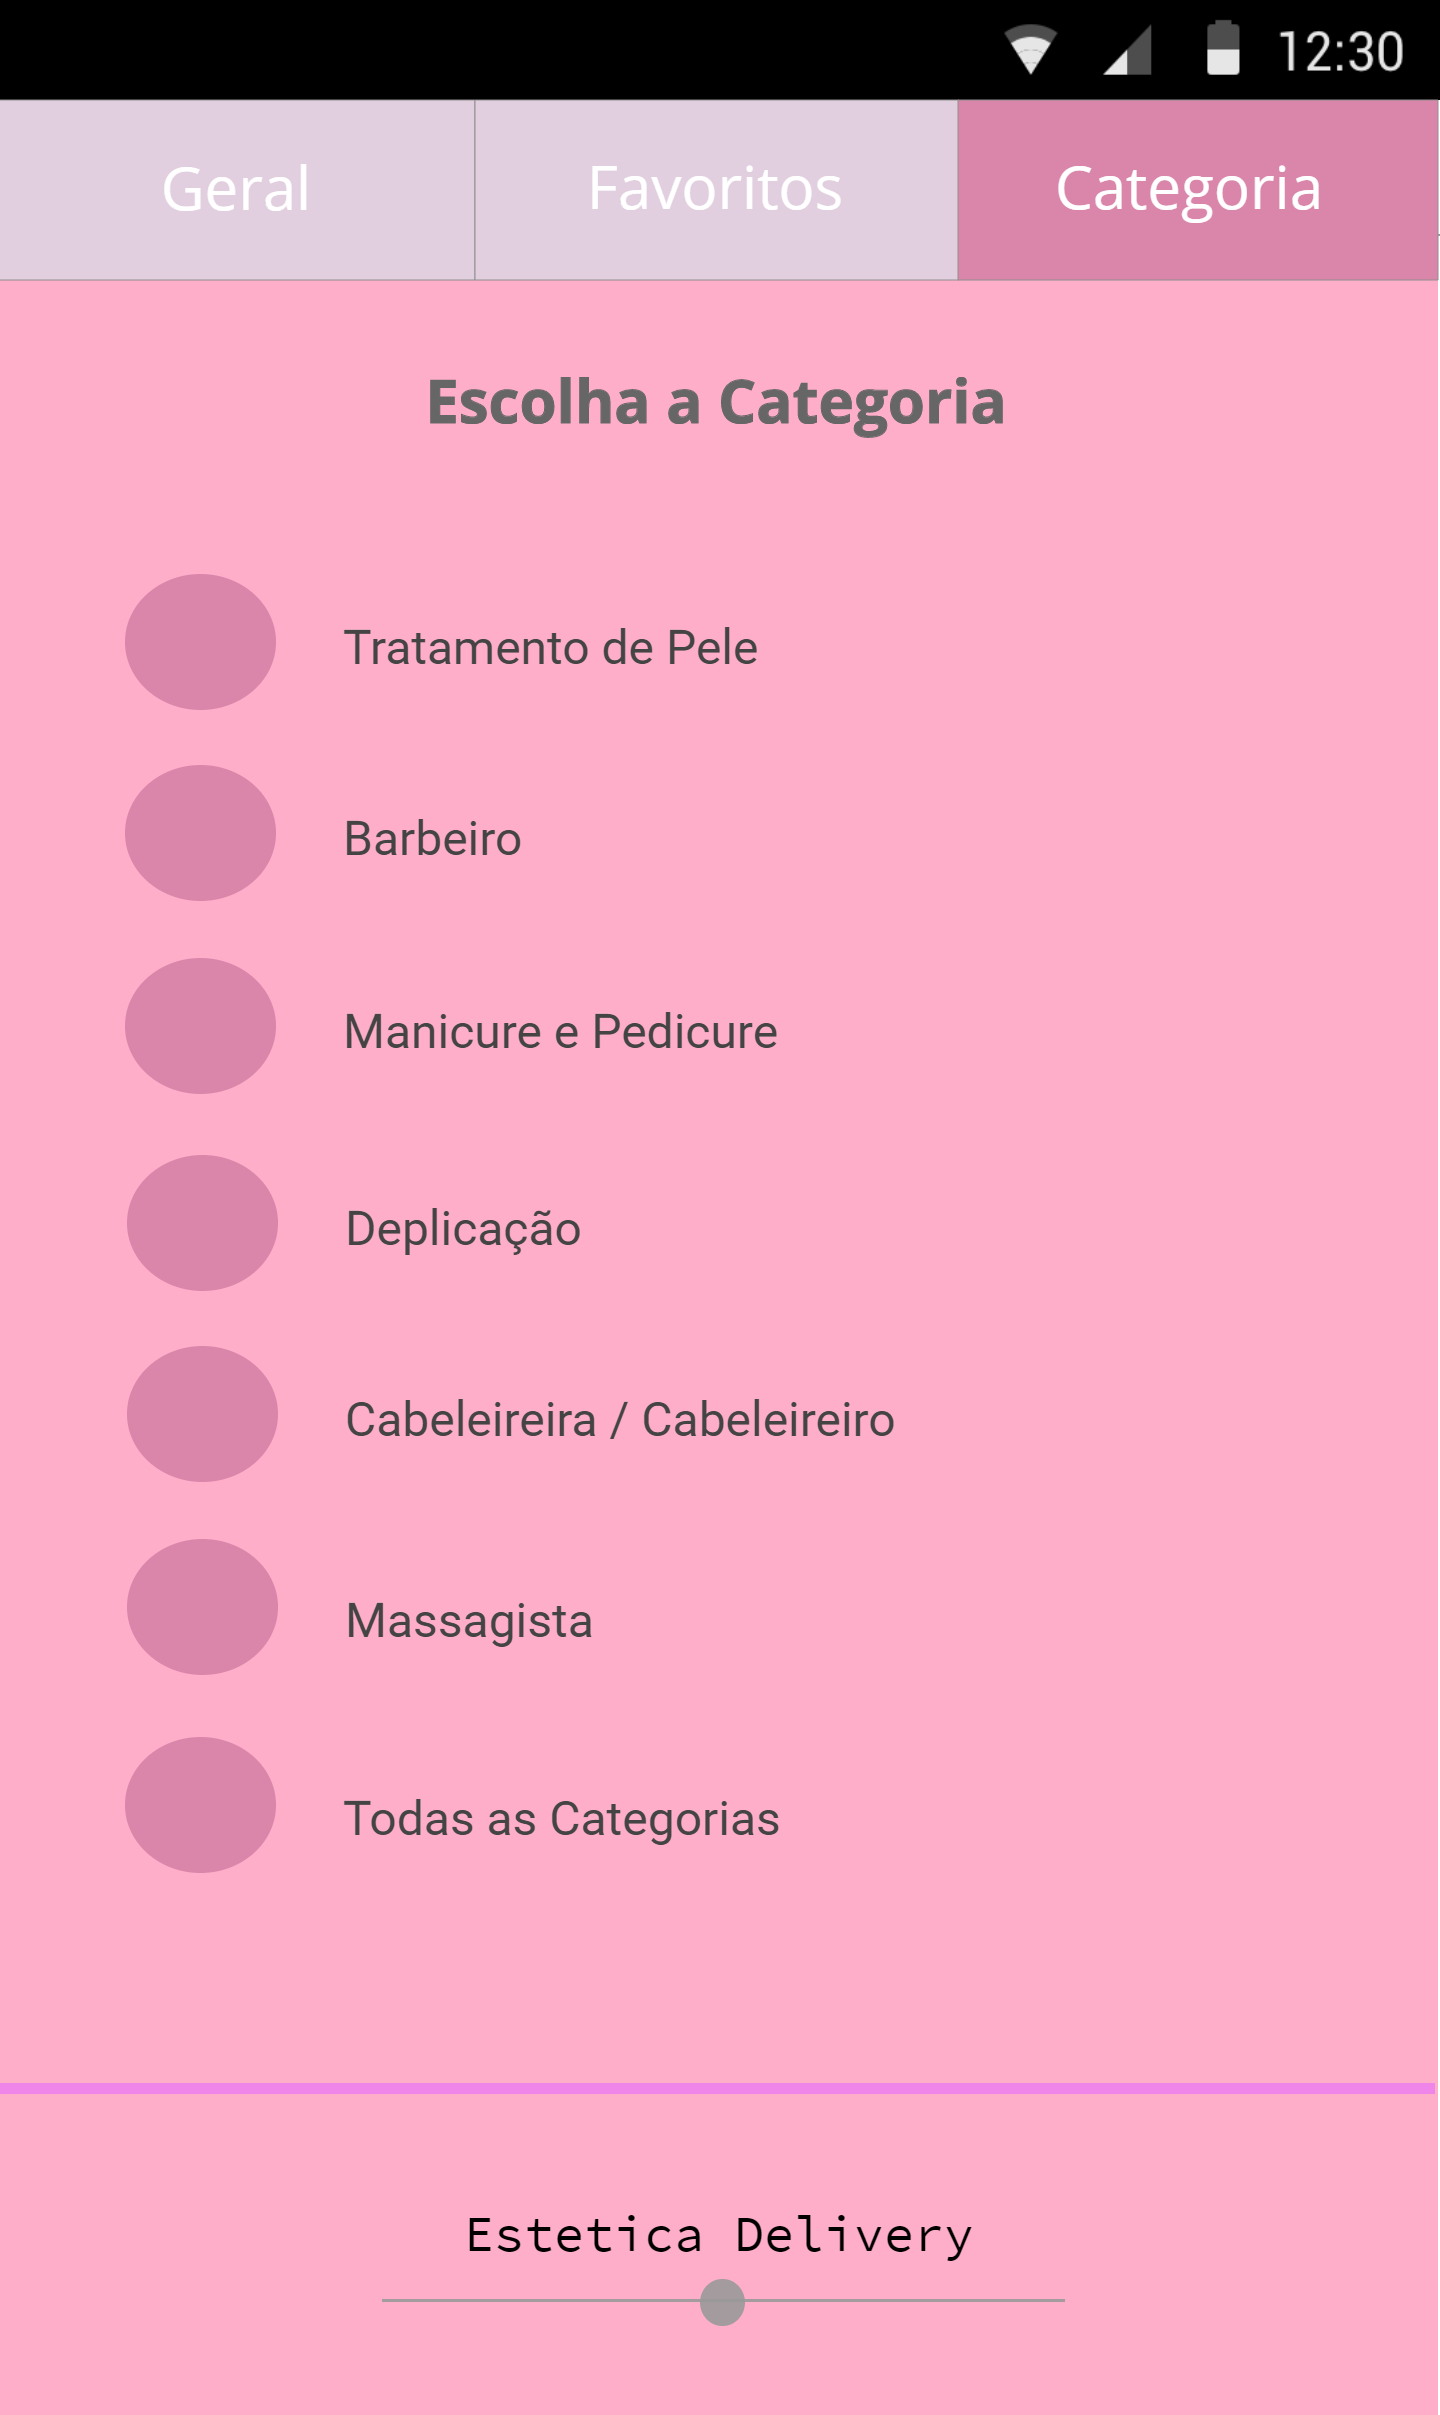 12:30
Geral Favoritos Categoria
Escolha a Categoria
Tratamento de Pele
Barbeiro
Manicure e Pedicure
Deplicação
Cabeleireira / Cabeleireiro
Massagista
Todas as Categorias
Estetica Delivery